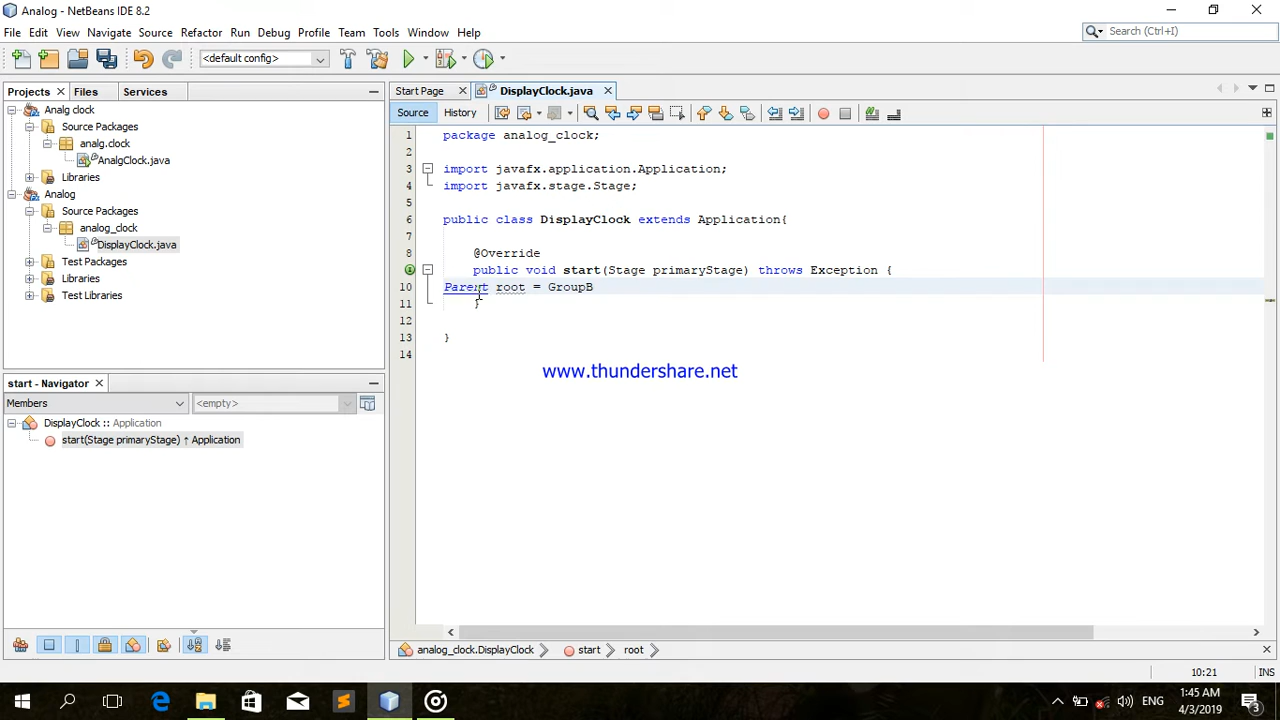 Analog - NetBeans IDE 8.2
File Edit View Navigate Source Refactor Run Debug Profile Team Tools Window Help
Search (Ctrl+I)
<default config>
Projects Files Services
Start Page DisplayClock.java
Source History
Analg clock
Source Packages
analg.clock
AnalgClock.java
Libraries
Analog
Source Packages
analog_clock
DisplayClock.java
Test Packages
Libraries
Test Libraries
1 package analog_clock;
2
3 import javafx.application.Application;
4 import javafx.stage.Stage;
5
6 public class DisplayClock extends Application{
7
8 @Override
9 public void start(Stage primaryStage) throws Exception {
10 Parent root = GroupB
11 }
12
13 }
14
www.thundershare.net
start - Navigator
Members <empty>
DisplayClock :: Application
start(Stage primaryStage) ↑ Application
analog_clock.DisplayClock start root
10:21 INS
ENG
1:45 AM
4/3/2019
3